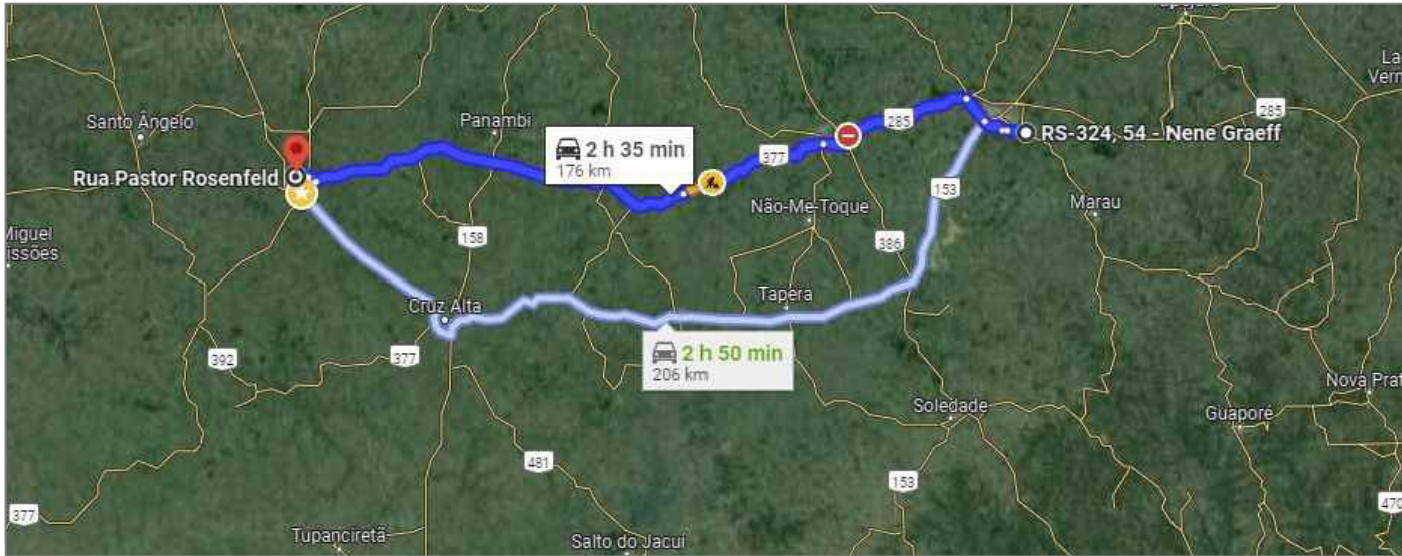 285
La
Verm
Santo Ângelo
Panambi
285
RS-324, 54 - Nene Graeff
2 h 35 min
176 km
377
Rua Pastor Rosenfeld
153
Não-Me-Toque
Marau
Miguel
issões
158
386
Cruz Alta
Tapera
2 h 50 min
206 km
392
377
Nova Prat
Soledade
Guaporé
481
153
377
470
Tupanciretã
Salto do Jacuí